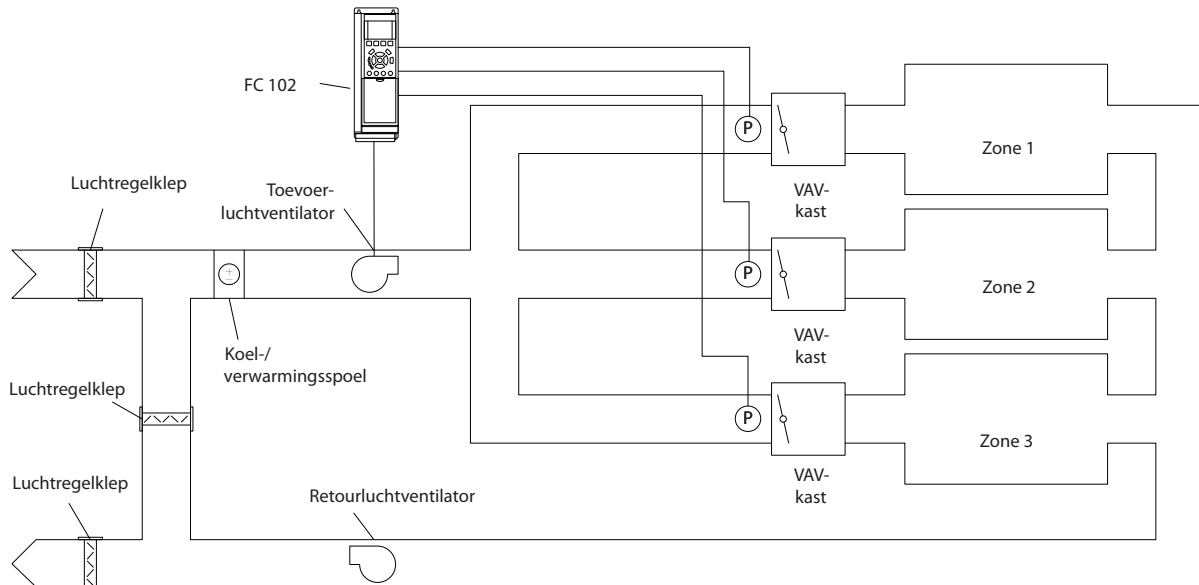 FC 102
P
Zone 1
Luchtregelklep
Toevoer-
luchtventilator
VAV-
kast
P
Zone 2
Koel-/
verwarmingsspoel
VAV-
kast
Luchtregelklep
P
Zone 3
Luchtregelklep
VAV-
kast
Retourluchtventilator